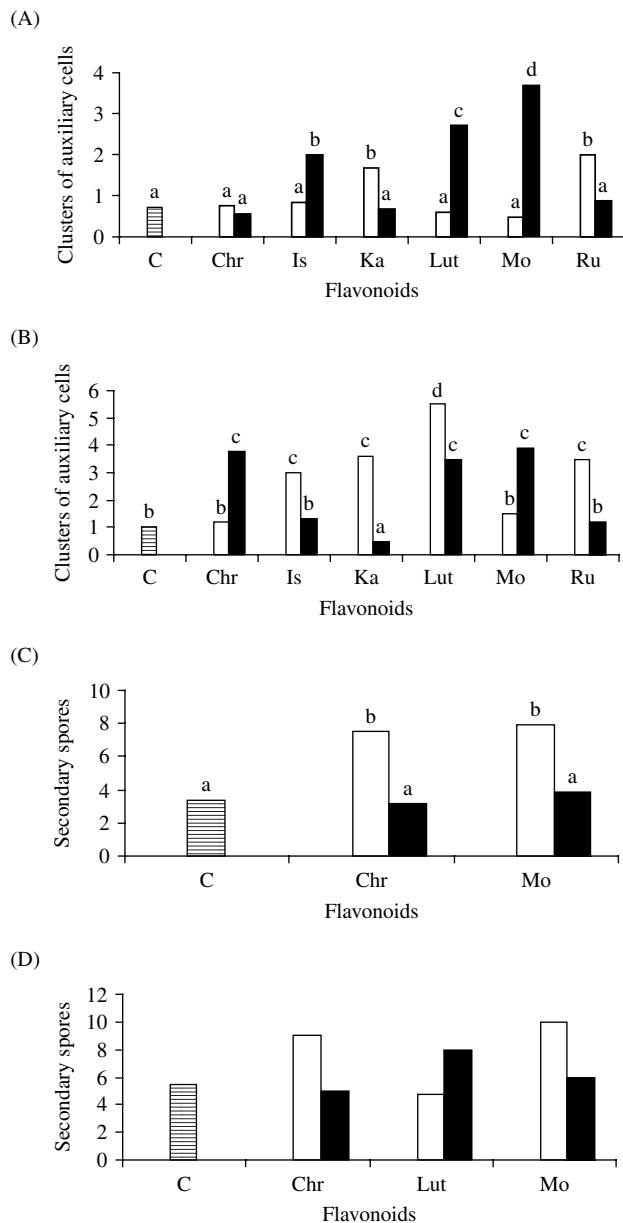 (A)
Clusters of auxiliary cells
4
3
2
1
0
a
a a
a b
b a
a c
a d
b a
C Chr Is Ka Lut Mo Ru
Flavonoids
(B)
Clusters of auxiliary cells
6
5
4
3
2
1
0
b
b c
c b
c a
d c
b c
c b
C Chr Is Ka Lut Mo Ru
Flavonoids
(C)
Secondary spores
10
8
6
4
2
0
a
b a
b a
C Chr Mo
Flavonoids
(D)
Secondary spores
12
10
8
6
4
2
0
C Chr Lut Mo
Flavonoids